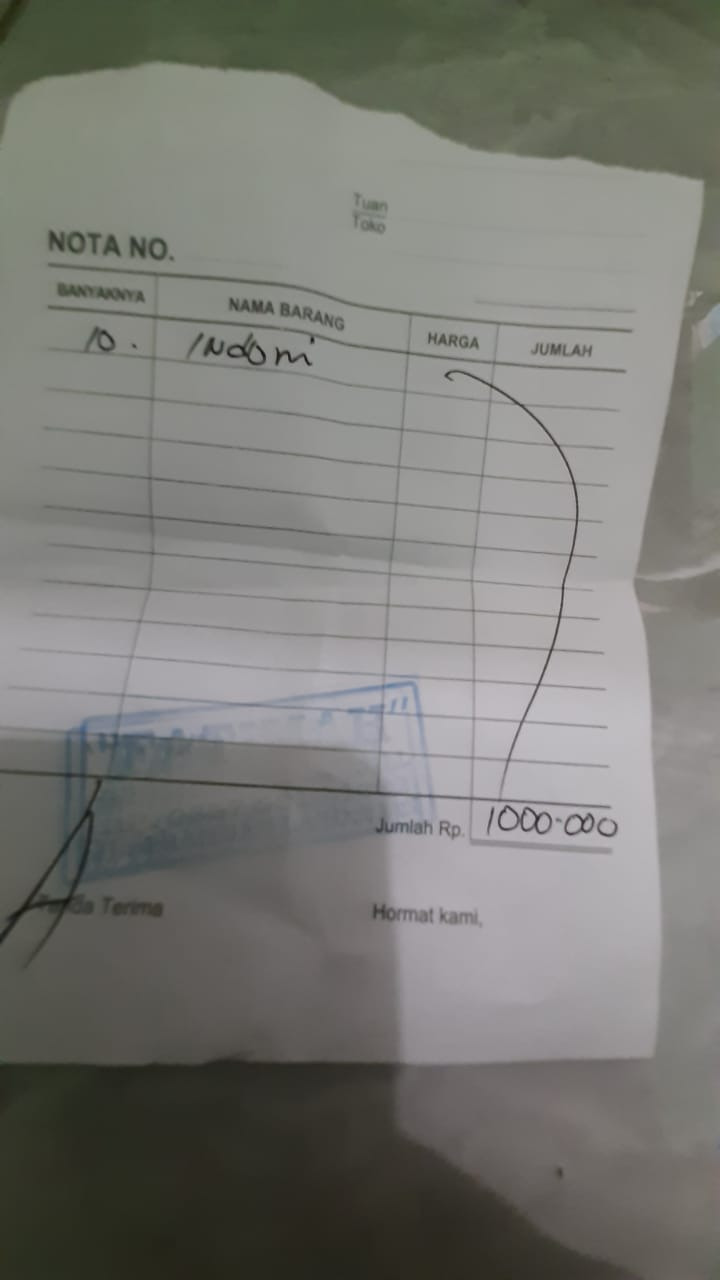 Tuan
Toko
NOTA NO.
BANYAKNYA NAMA BARANG HARGA JUMLAH
10. INdomi
Jumlah Rp. 1000.000
Terima
Hormat kami,